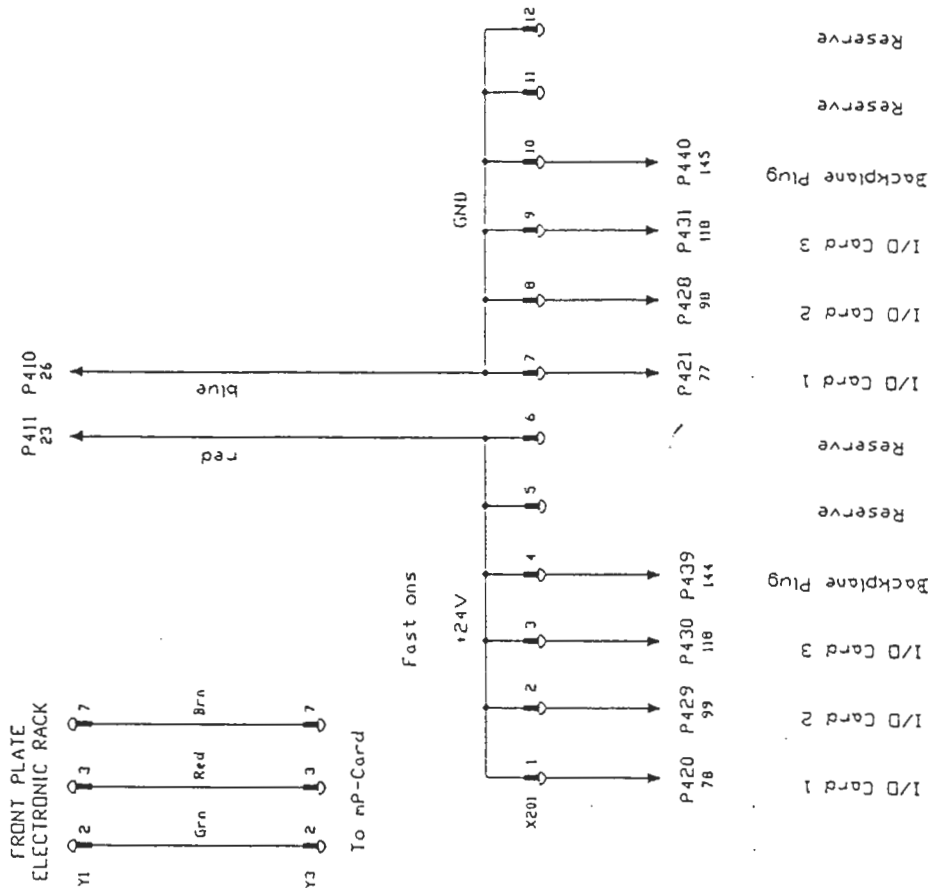 FRONT PLATE
ELECTRONIC RACK
Y1
2
3
7
Grn
Red
Brn
Y3
2
3
7
To mP-Card
P411
23
P410
26
red
blue
Fast ons
+24V
GND
X201
1
2
3
4
5
6
7
8
9
10
11
12
P420
78
P429
99
P430
118
P439
144
P421
77
P428
98
P431
118
P440
145
I/O Card 1
I/O Card 2
I/O Card 3
Backplane Plug
Reserve
Reserve
I/O Card 1
I/O Card 2
I/O Card 3
Backplane Plug
Reserve
Reserve